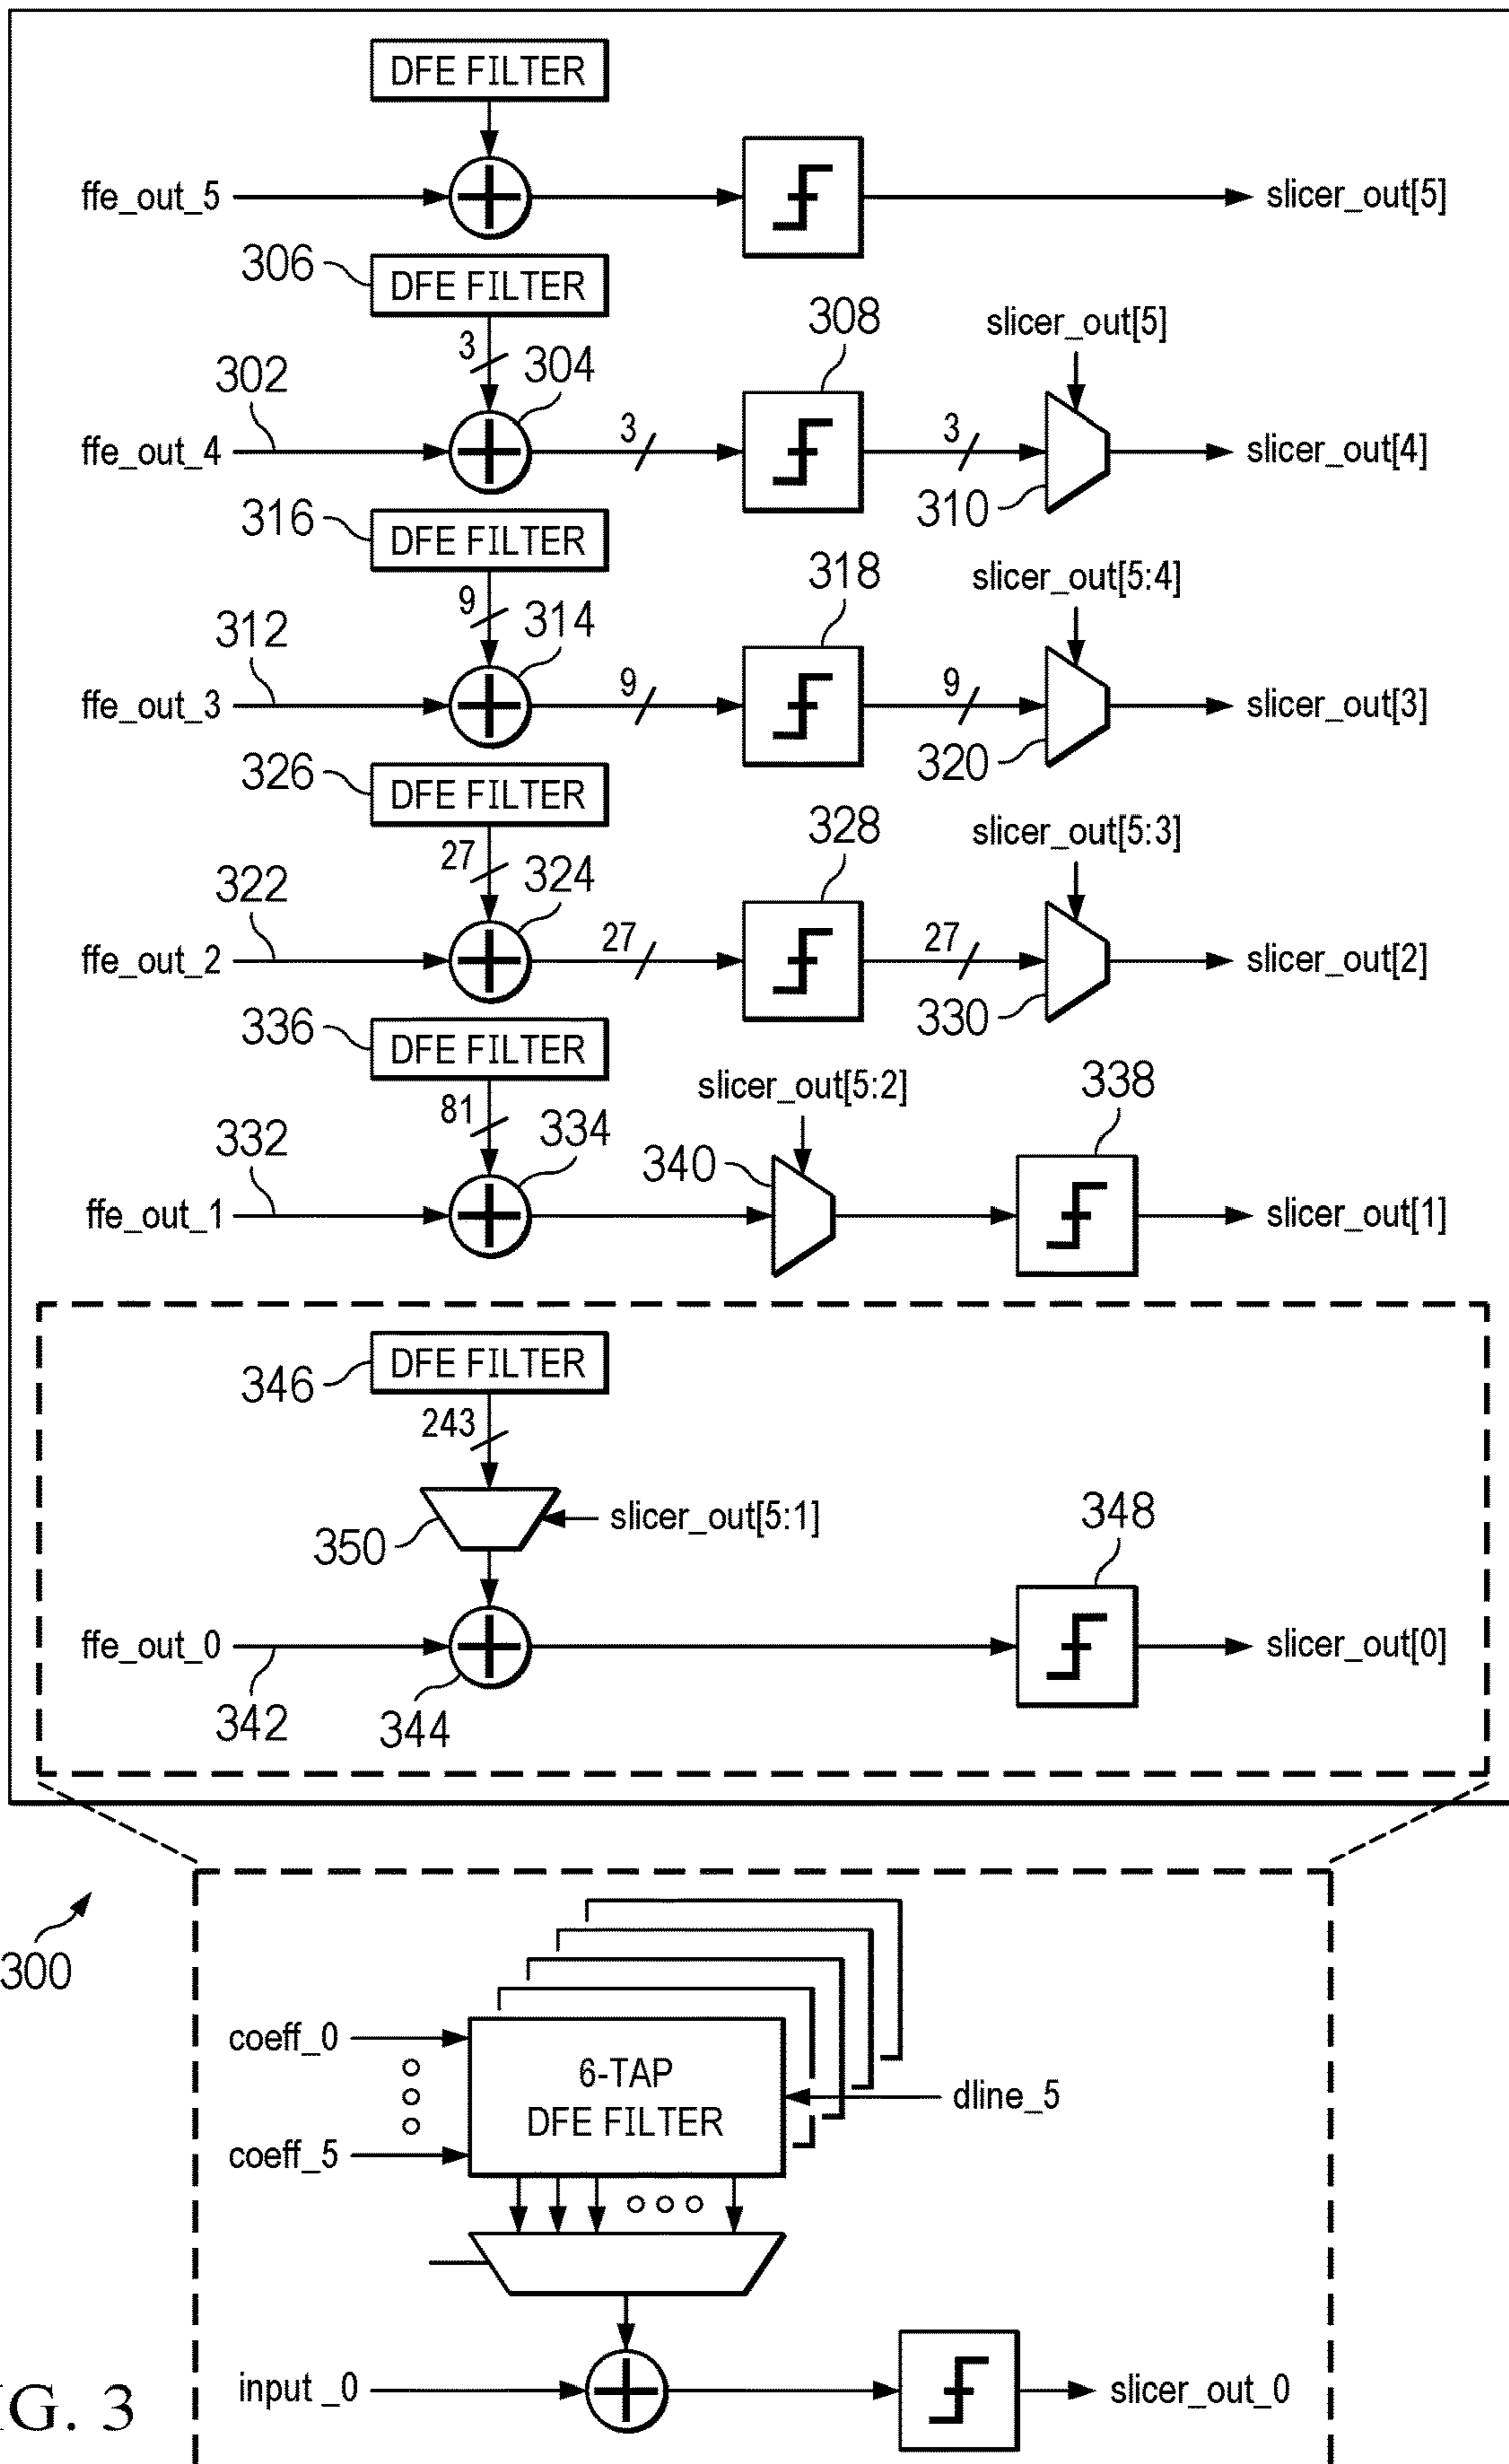 DFE FILTER
ffe_out_5
slicer_out[5]
306
DFE FILTER
308
slicer_out[5]
3
302
304
ffe_out_4
3
3
slicer_out[4]
310
316
DFE FILTER
318
slicer_out[5:4]
9
312
314
ffe_out_3
9
9
slicer_out[3]
320
326
DFE FILTER
328
slicer_out[5:3]
27
322
324
ffe_out_2
27
27
slicer_out[2]
330
336
DFE FILTER
338
slicer_out[5:2]
81
332
334
340
ffe_out_1
slicer_out[1]
346
DFE FILTER
243
350
slicer_out[5:1]
348
ffe_out_0
slicer_out[0]
342
344
300
coeff_0
6-TAP
DFE FILTER
dline_5
coeff_5
input _0
slicer_out_0
G. 3